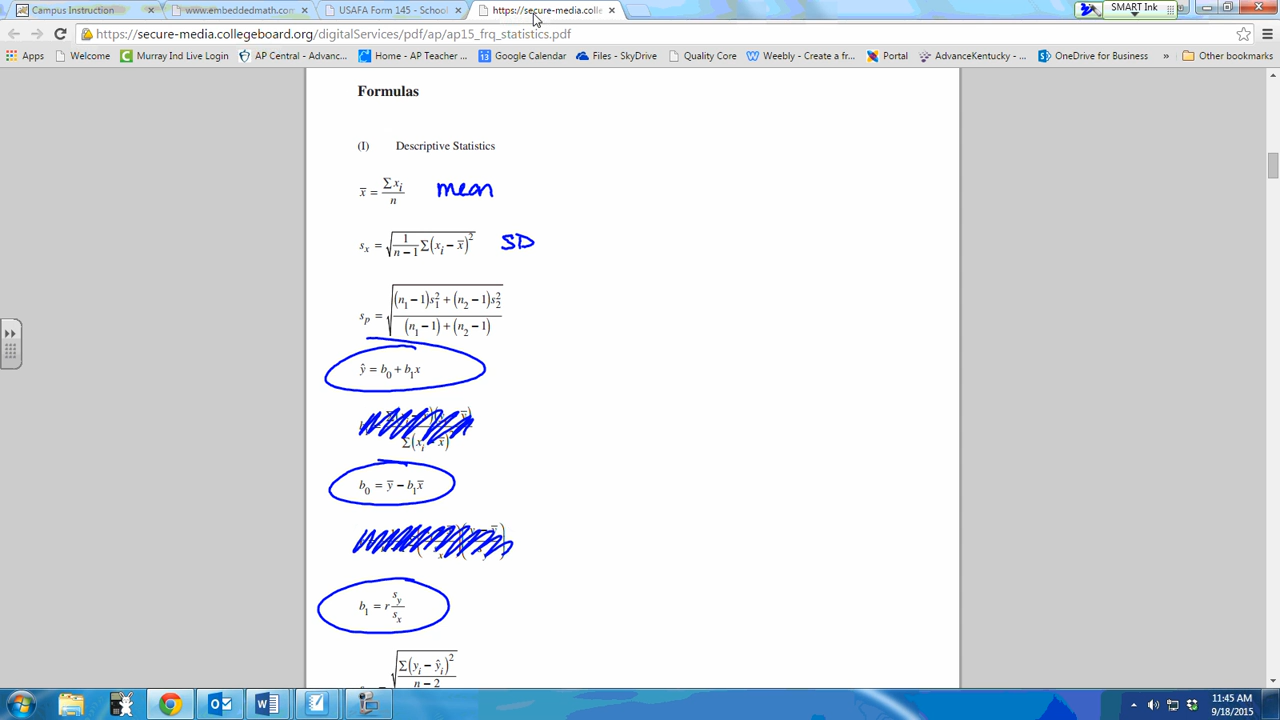 Campus Instruction
www.embeddedmath.com
USAFA Form 145 - School
https://secure-media.colle
SMART Ink
https://secure-media.collegeboard.org/digitalServices/pdf/ap/ap15_frq_statistics.pdf
Apps Welcome Murray Ind Live Login AP Central - Advanc... Home - AP Teacher ... Google Calendar Files - SkyDrive Quality Core Weebly - Create a fr... Portal AdvanceKentucky - ... OneDrive for Business » Other bookmarks
13
Formulas
(I) Descriptive Statistics
x̄ = Σx_i / n mean
s_x = √(1/(n−1) Σ(x_i − x̄)²) SD
s_p = √(((n_1 − 1)s_1² + (n_2 − 1)s_2²) / ((n_1 − 1) + (n_2 − 1)))
ŷ = b_0 + b_1x
b_0 = ȳ − b_1x̄
b_1 = r s_y / s_x
√(Σ(y_i − ŷ_i)² / n − 2
11:45 AM
9/18/2015